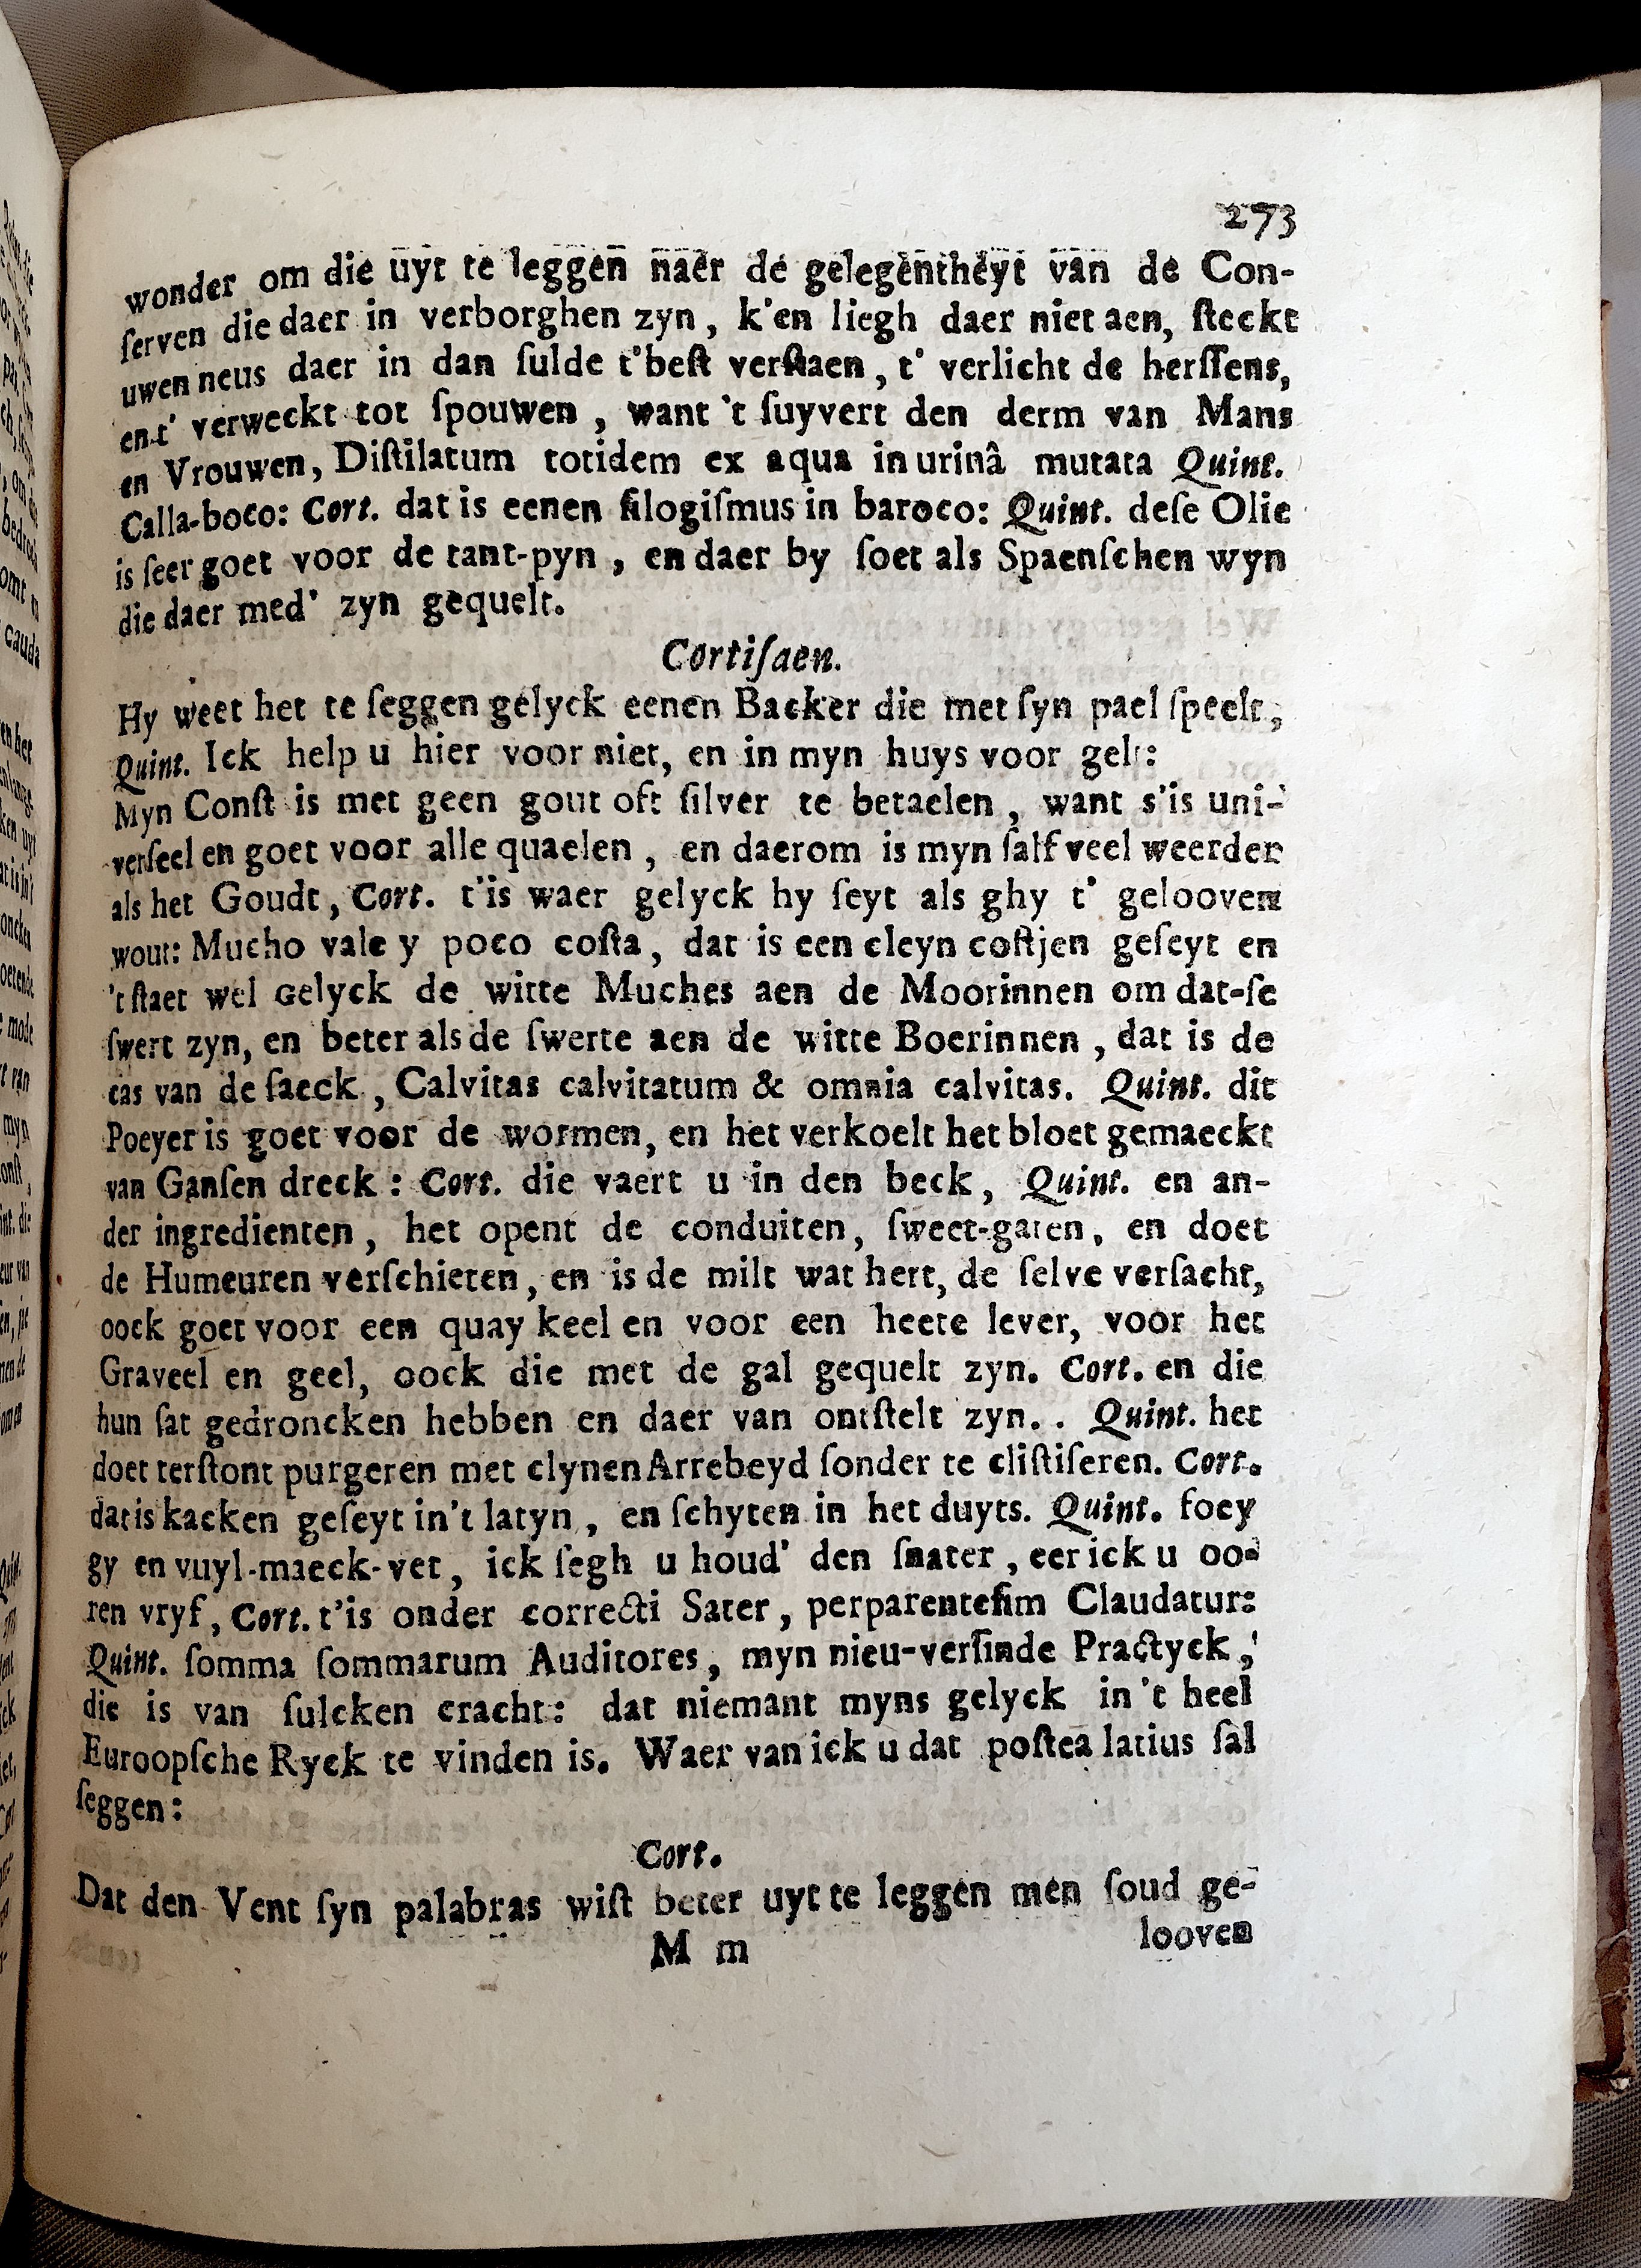 273
wonder om die uyt te leggen naer de gelegentheyt van de Con-
ſerven die daer in verborghen zyn, k'en liegh daer niet aen, ſteckt
uwen neus daer in dan ſulde t'beſt verſtaen, t' verlicht de herſſens,
en t' verweckt tot ſpouwen, want 't ſuyvert den derm van Mans
en Vrouwen, Diſtilatum totidem ex aqua in urinâ mutata Quint.
Calla-boco: Cort. dat is eenen ſilogiſmus in baroco: Quint. deſe Olie
is ſeer goet voor de tant-pyn, en daer by ſoet als Spaenſchen wyn
die daer med' zyn gequelt.
Cortiſaen.
Hy weet het te ſeggen gelyck eenen Backer die met ſyn pael ſpeelt,
Quint. Ick help u hier voor niet, en in myn huys voor gelt:
Myn Conſt is met geen gout oft ſilver te betaelen, want s'is uni-
verſeel en goet voor alle quaelen, en daerom is myn ſalf veel weerder
als het Goudt, Cort. t'is waer gelyck hy ſeyt als ghy t' gelooven
wout: Mucho vale y poco coſta, dat is een cleyn coſtjen geſeyt en
't ſtaet wel Gelyck de witte Muches aen de Moorinnen om dat-ſe
ſwert zyn, en beter als de ſwerte aen de witte Boerinnen, dat is de
cas van de ſaeck, Calvitas calvitatum & omnia calvitas. Quint. dit
Poeyer is goet voor de wormen, en het verkoelt het bloet gemaeckt
van Ganſen dreck: Cort. die vaert u in den beck, Quint. en an-
der ingredienten, het opent de conduiten, ſweet-gaten, en doet
de Humeuren verſchieten, en is de milt wat hert, de ſelve verſacht,
oock goet voor een quay keel en voor een heete lever, voor het
Graveel en geel, oock die met de gal gequelt zyn. Cort. en die
hun ſat gedroncken hebben en daer van ontſtelt zyn.. Quint. het
doet terſtont purgeren met clynen Arrebeyd ſonder te cliſtiſeren. Cort.
dat is kacken geſeyt in't latyn, en ſchyten in het duyts. Quint. foey
gy en vuyl-maeck-vet, ick ſegh u houd' den ſnater, eer ick u oo-
ren vryf, Cort. t'is onder correcti Sater, perparenteſim Claudatur:
Quint. ſomma ſommarum Auditores, myn nieu-verſinde Practyck,
die is van ſulcken cracht: dat niemant myns gelyck in 't heel
Euroopſche Ryck te vinden is. Waer van ick u dat poſtea latius ſal
ſeggen:
Cort.
Dat den Vent ſyn palabras wiſt beter uyt te leggen men ſoud ge-
M m looven